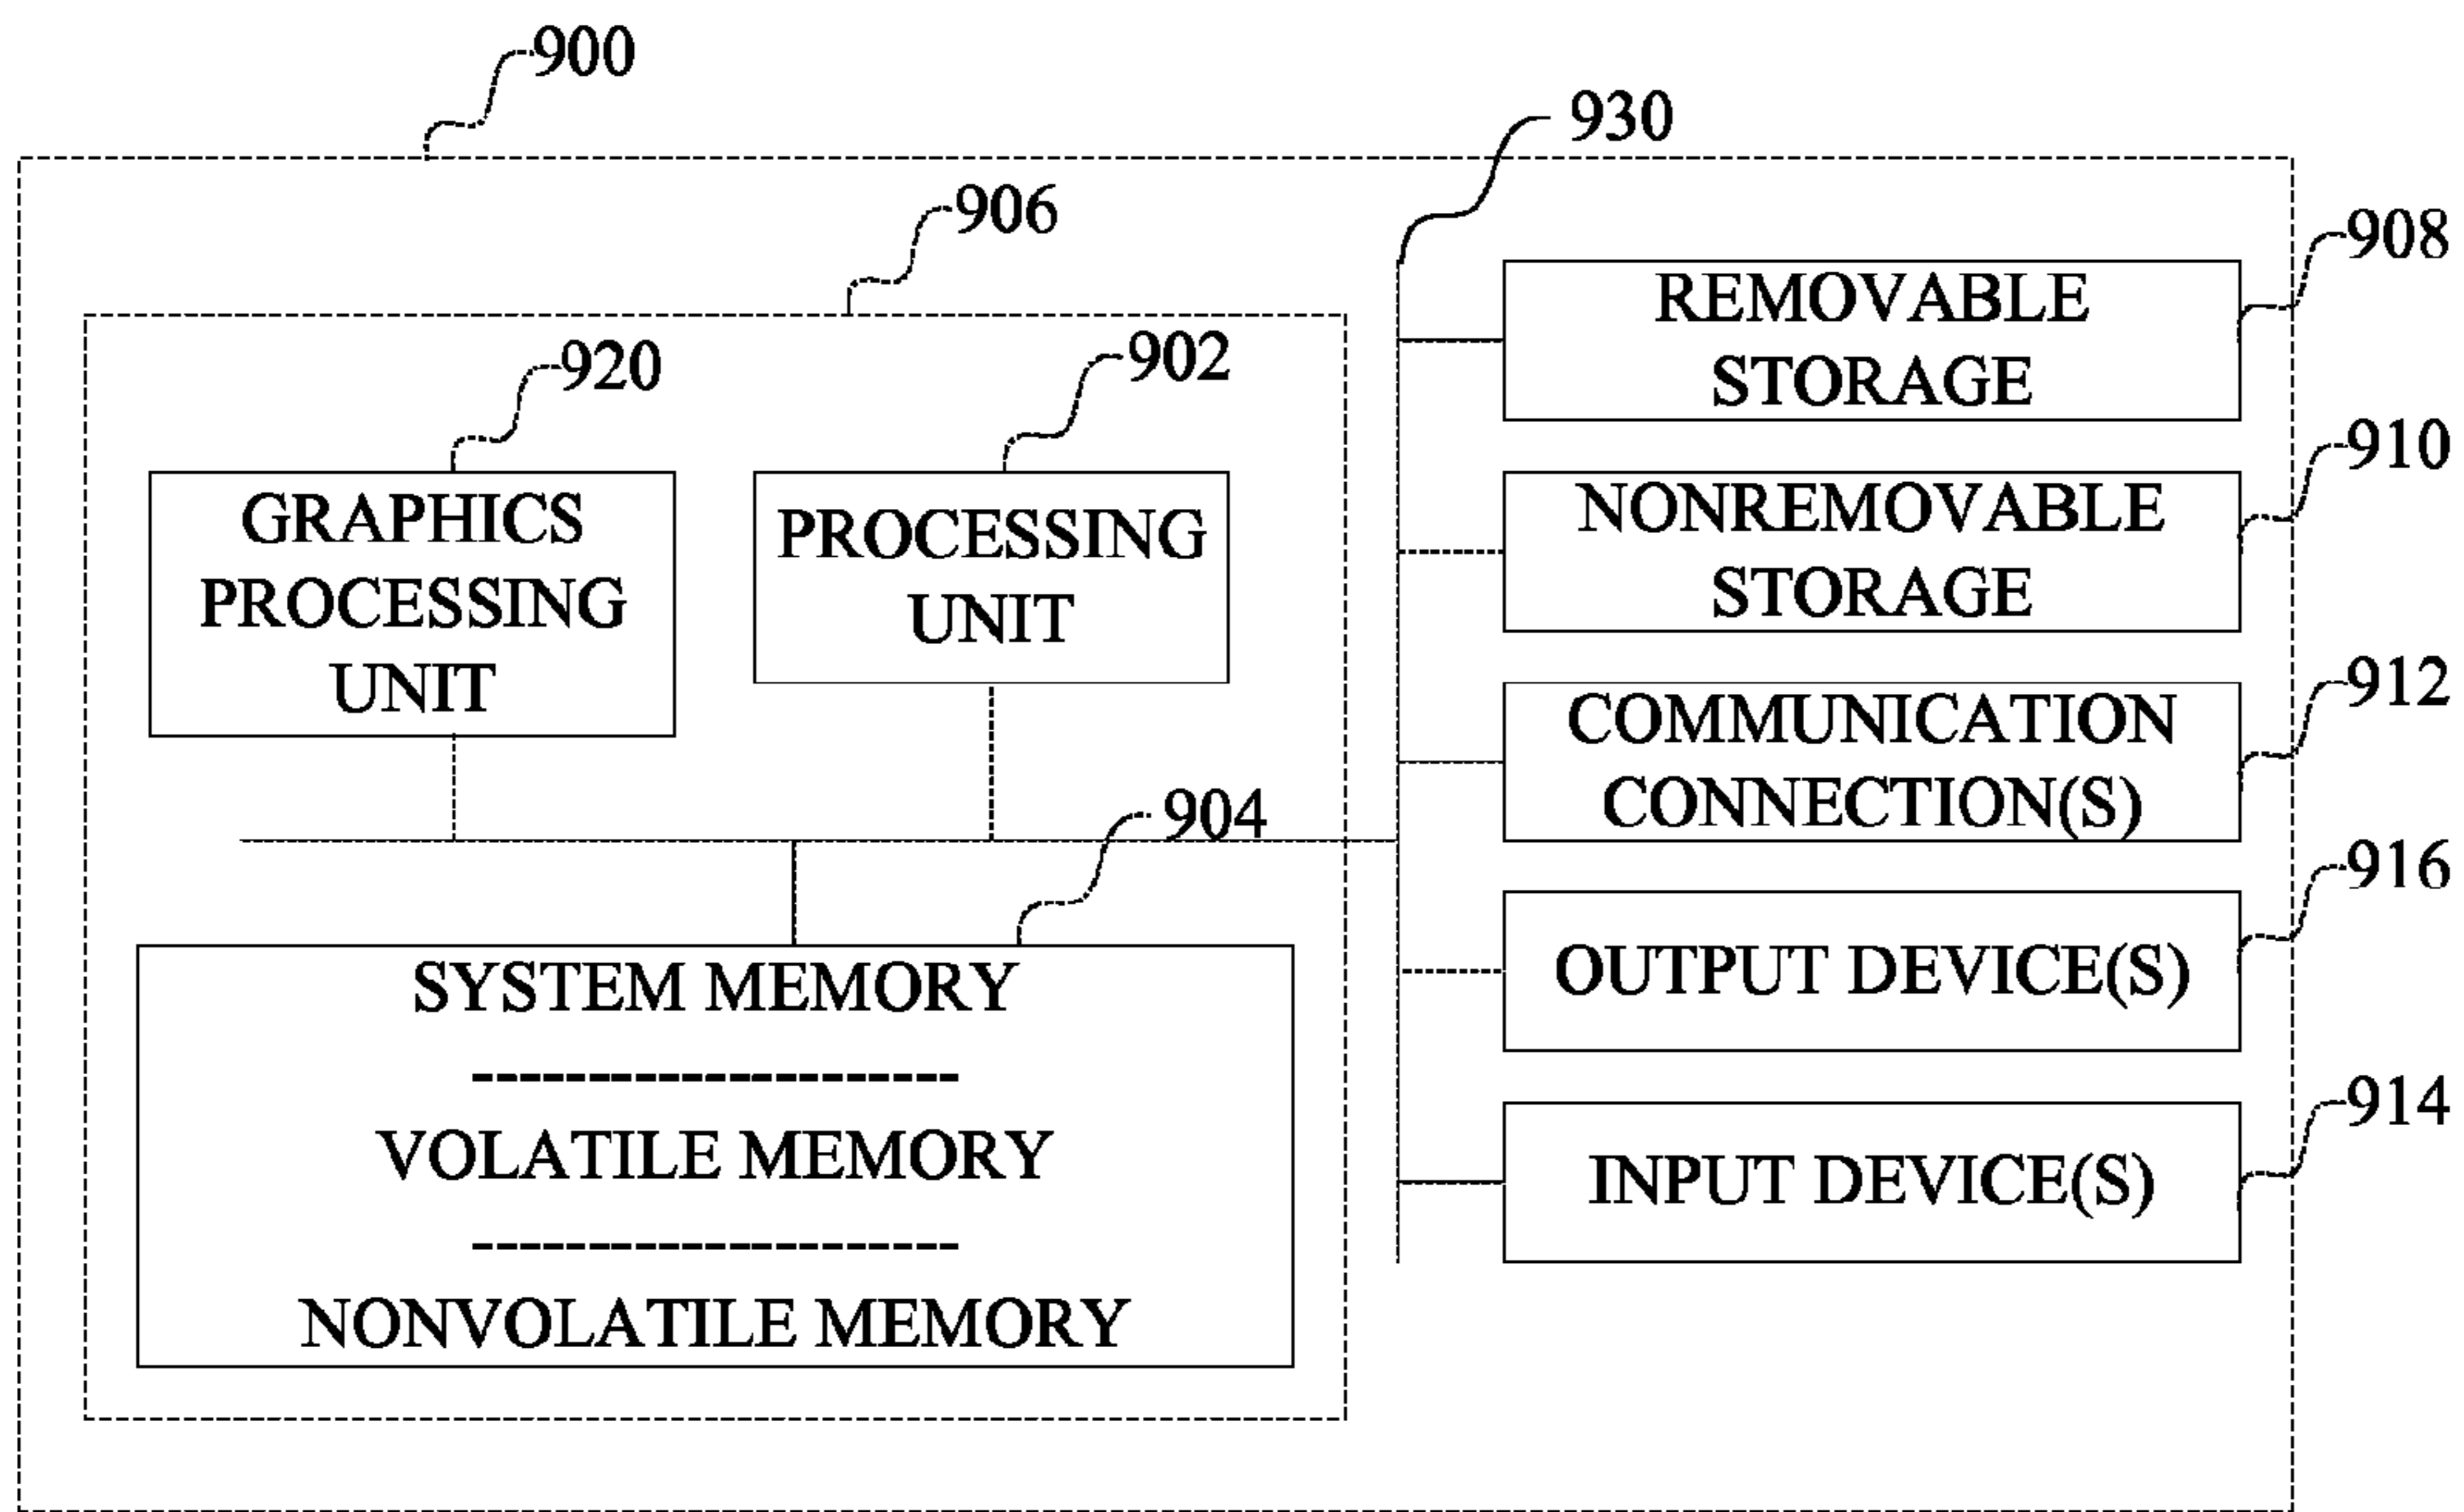 900
930
906
908
REMOVABLE
STORAGE
920
902
910
GRAPHICS
PROCESSING
UNIT
PROCESSING
UNIT
NONREMOVABLE
STORAGE
912
COMMUNICATION
CONNECTION(S)
904
916
SYSTEM MEMORY
---------------------
VOLATILE MEMORY
---------------------
NONVOLATILE MEMORY
OUTPUT DEVICE(S)
914
INPUT DEVICE(S)